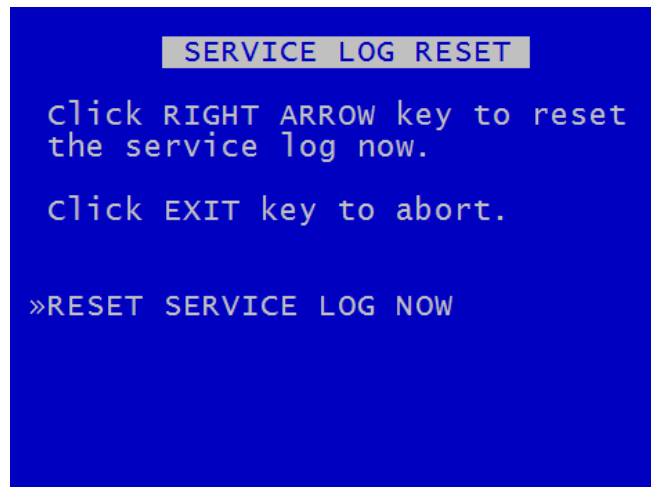 SERVICE LOG RESET
Click RIGHT ARROW key to reset
the service log now.
Click EXIT key to abort.
»RESET SERVICE LOG NOW